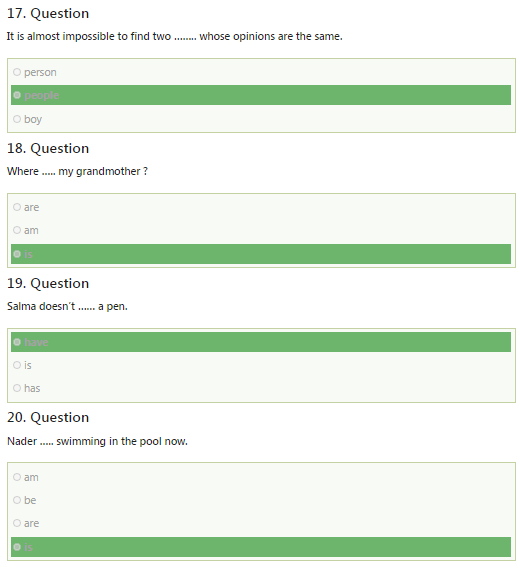 17. Question
It is almost impossible to find two ........ whose opinions are the same.
person
people
boy
18. Question
Where ..... my grandmother ?
are
am
is
19. Question
Salma doesn't ...... a pen.
have
is
has
20. Question
Nader ..... swimming in the pool now.
am
be
are
is